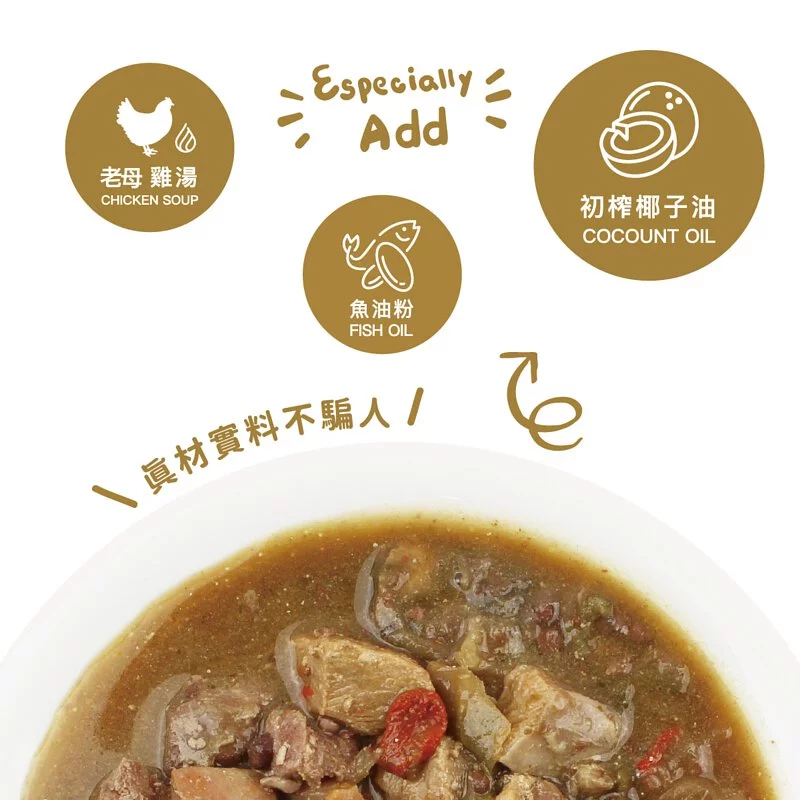 Especially
Add
老母 雞湯
CHICKEN SOUP
初榨椰子油
COCOUNT OIL
魚油粉
FISH OIL
真材實料不騙人